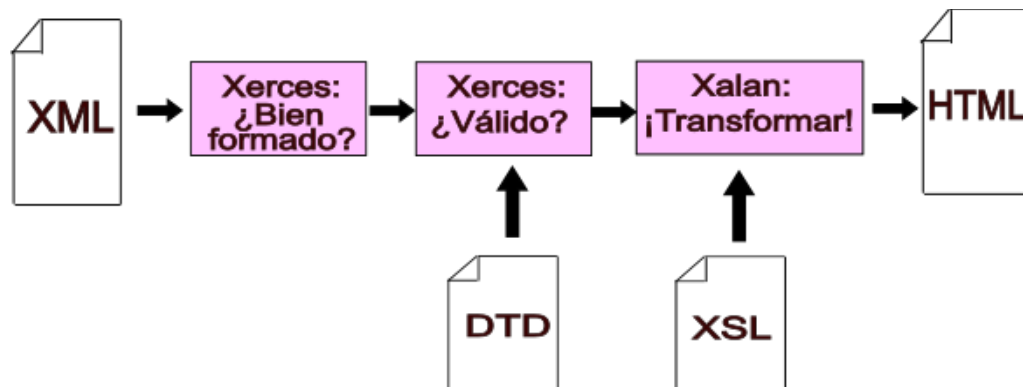 XML
Xerces:
¿Bien
formado?
Xerces:
¿Válido?
Xalan:
¡Transformar!
HTML
DTD
XSL